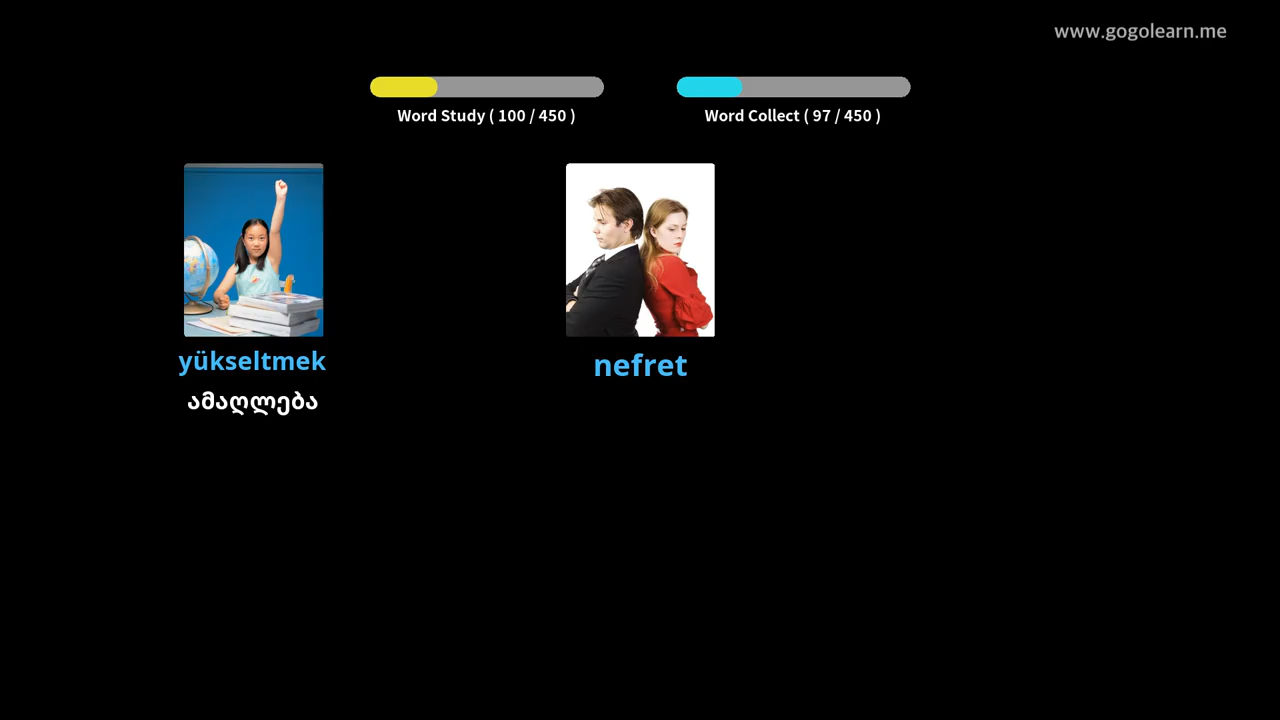 www.gogolearn.me
Word Study ( 100 / 450 )
Word Collect ( 97 / 450 )
yükseltmek
ამაღლება
nefret